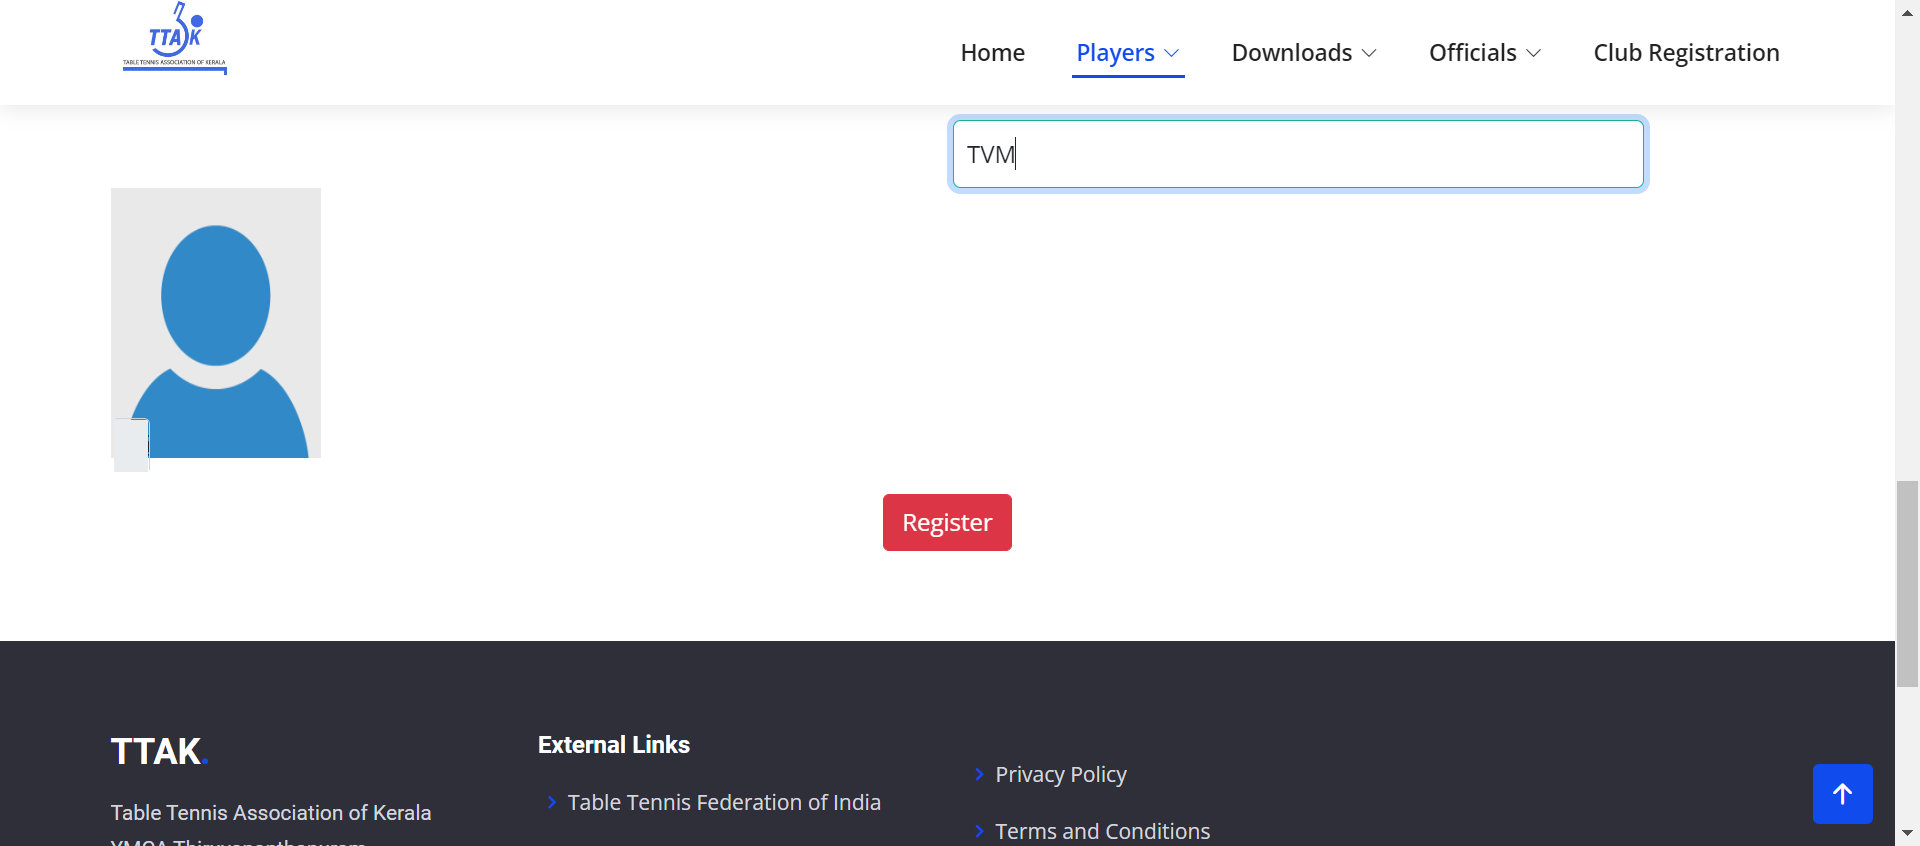 TTAK
TABLE TENNIS ASSOCIATION OF KERALA
Home
Players
Downloads
Officials
Club Registration
TVM
Register
TTAK.
Table Tennis Association of Kerala
External Links
Table Tennis Federation of India
Privacy Policy
Terms and Conditions